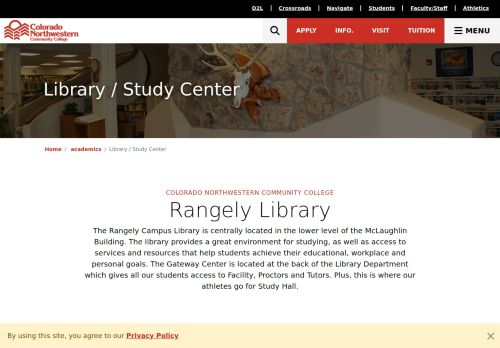 D2L | Crossroads | Navigate | Students | Faculty/Staff | Athletics
Colorado
Northwestern
Community College
APPLY INFO. VISIT TUITION MENU
Library / Study Center
Home / academics / Library / Study Center
COLORADO NORTHWESTERN COMMUNITY COLLEGE
Rangely Library
The Rangely Campus Library is centrally located in the lower level of the McLaughlin
Building. The library provides a great environment for studying, as well as access to
services and resources that help students achieve their educational, workplace and
personal goals. The Gateway Center is located at the back of the Library Department
which gives all our students access to Facility, Proctors and Tutors. Plus, this is where our
athletes go for Study Hall.
By using this site, you agree to our Privacy Policy